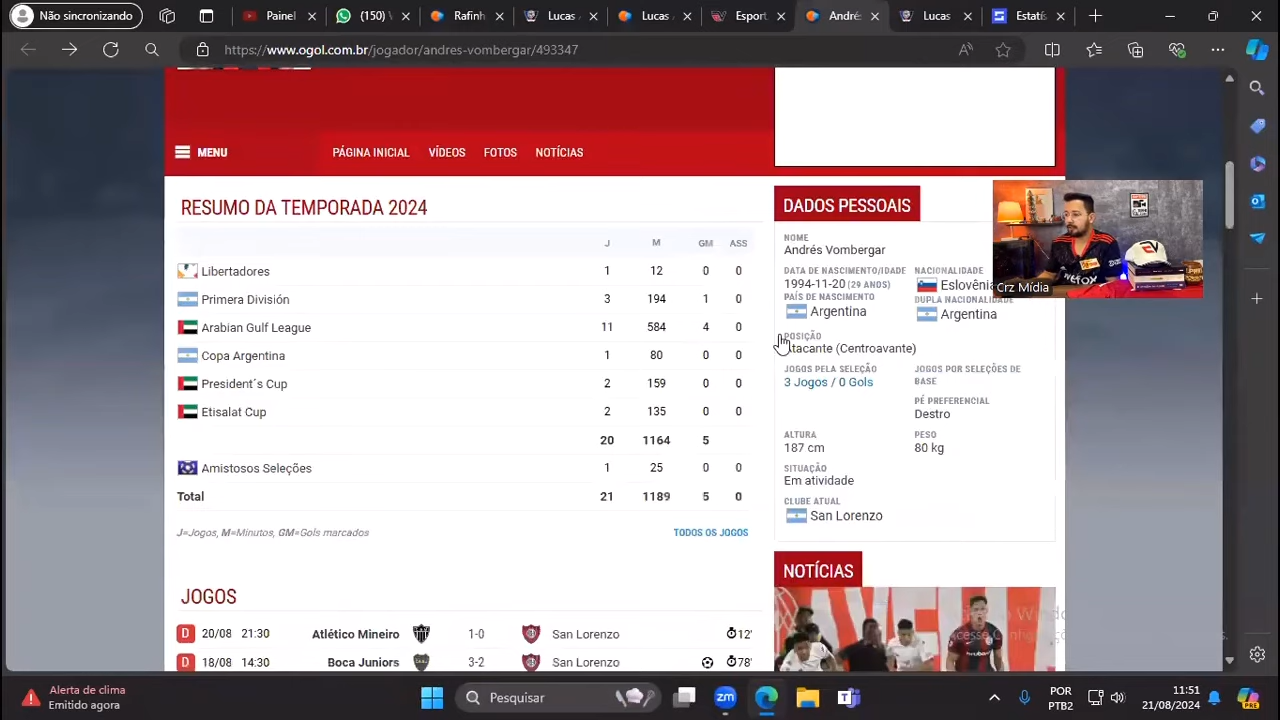 Não sincronizando
Painel
(150)
Rafinh
Lucas
Lucas
Esport
André
Lucas
Estatís
https://www.ogol.com.br/jogador/andres-vombergar/493347
MENU
PÁGINA INICIAL
VÍDEOS
FOTOS
NOTÍCIAS
RESUMO DA TEMPORADA 2024
J M GM ASS
Libertadores 1 12 0 0
Primera División 3 194 1 0
Arabian Gulf League 11 584 4 0
Copa Argentina 1 80 0 0
President´s Cup 2 159 0 0
Etisalat Cup 2 135 0 0
20 1164 5
Amistosos Seleções 1 25 0 0
Total 21 1189 5 0
J=Jogos, M=Minutos, GM=Gols marcados
TODOS OS JOGOS
JOGOS
D 20/08 21:30 Atlético Mineiro 1-0 San Lorenzo 12'
D 18/08 14:30 Boca Juniors 3-2 San Lorenzo 78'
DADOS PESSOAIS
NOME
Andrés Vombergar
DATA DE NASCIMENTO/IDADE
1994-11-20 (29 ANOS)
NACIONALIDADE
Eslovênia
PAÍS DE NASCIMENTO
Argentina
DUPLA NACIONALIDADE
Argentina
POSIÇÃO
Atacante (Centroavante)
JOGOS PELA SELEÇÃO
3 Jogos / 0 Gols
JOGOS POR SELEÇÕES DE
BASE
PÉ PREFERENCIAL
Destro
ALTURA
187 cm
PESO
80 kg
SITUAÇÃO
Em atividade
CLUBE ATUAL
San Lorenzo
NOTÍCIAS
Crz Mídia
Alerta de clima
Emitido agora
Pesquisar
zm
POR
PTB2
11:51
21/08/2024
PRE